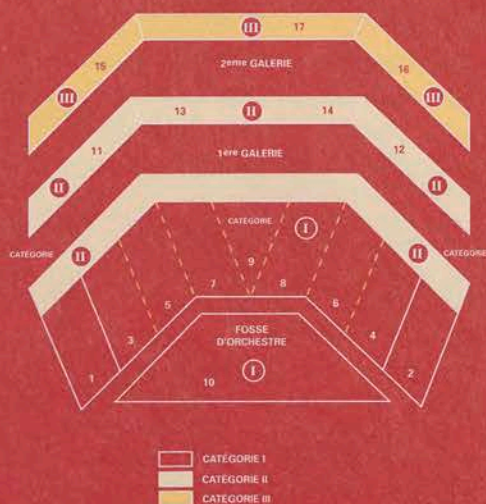 III 17
15 16
2eme GALERIE
III III
13 II 14
11 12
1ère GALERIE
II II
CATÉGORIE I
CATÉGORIE II II CATÉGORIE
9
7 8
5 6
3 4
FOSSE
D'ORCHESTRE
1 2
10 I
CATÉGORIE I
CATÉGORIE II
CATÉGORIE III